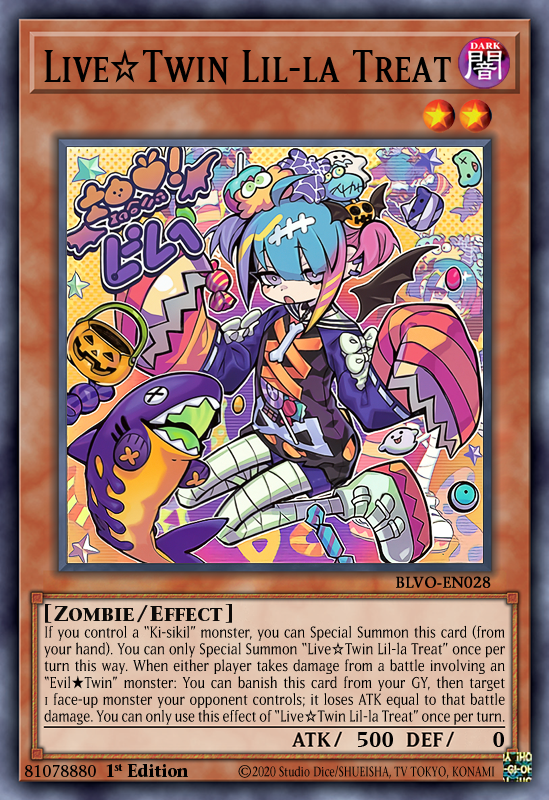 LIVE☆TWIN LIL-LA TREAT
DARK
闇
BLVO-EN028
[ZOMBIE/EFFECT]
If you control a "Ki-sikil" monster, you can Special Summon this card (from
your hand). You can only Special Summon "Live☆Twin Lil-la Treat" once per
turn this way. When either player takes damage from a battle involving an
"Evil★Twin" monster: You can banish this card from your GY, then target
1 face-up monster your opponent controls; it loses ATK equal to that battle
damage. You can only use this effect of "Live☆Twin Lil-la Treat" once per turn.
ATK/ 500 DEF/ 0
81078880 1st Edition ©2020 Studio Dice/SHUEISHA, TV TOKYO, KONAMI